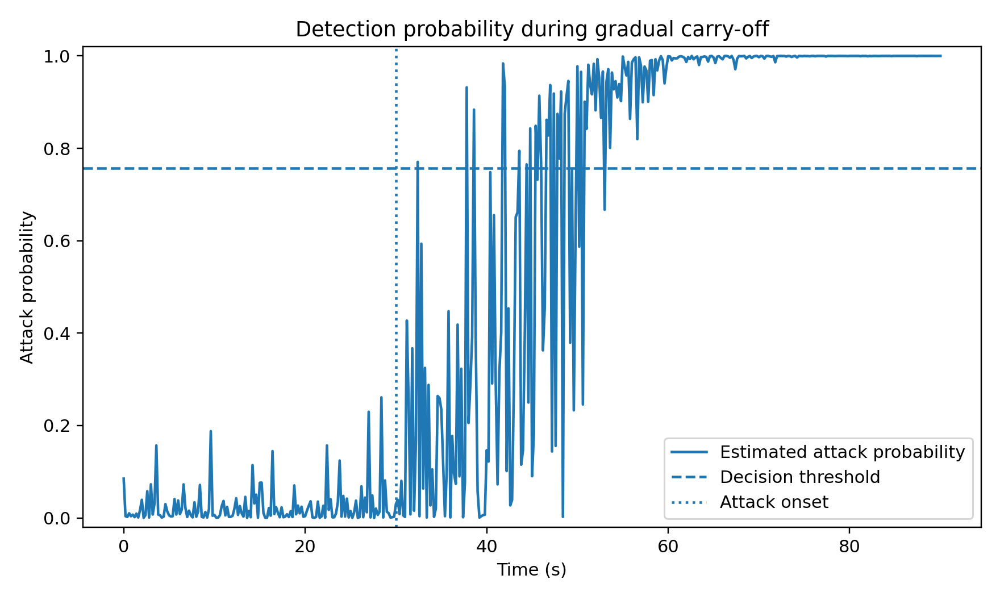 Detection probability during gradual carry-off
1.0
0.8
0.6
0.4
0.2
0.0
Attack probability
Estimated attack probability
Decision threshold
Attack onset
0 20 40 60 80
Time (s)